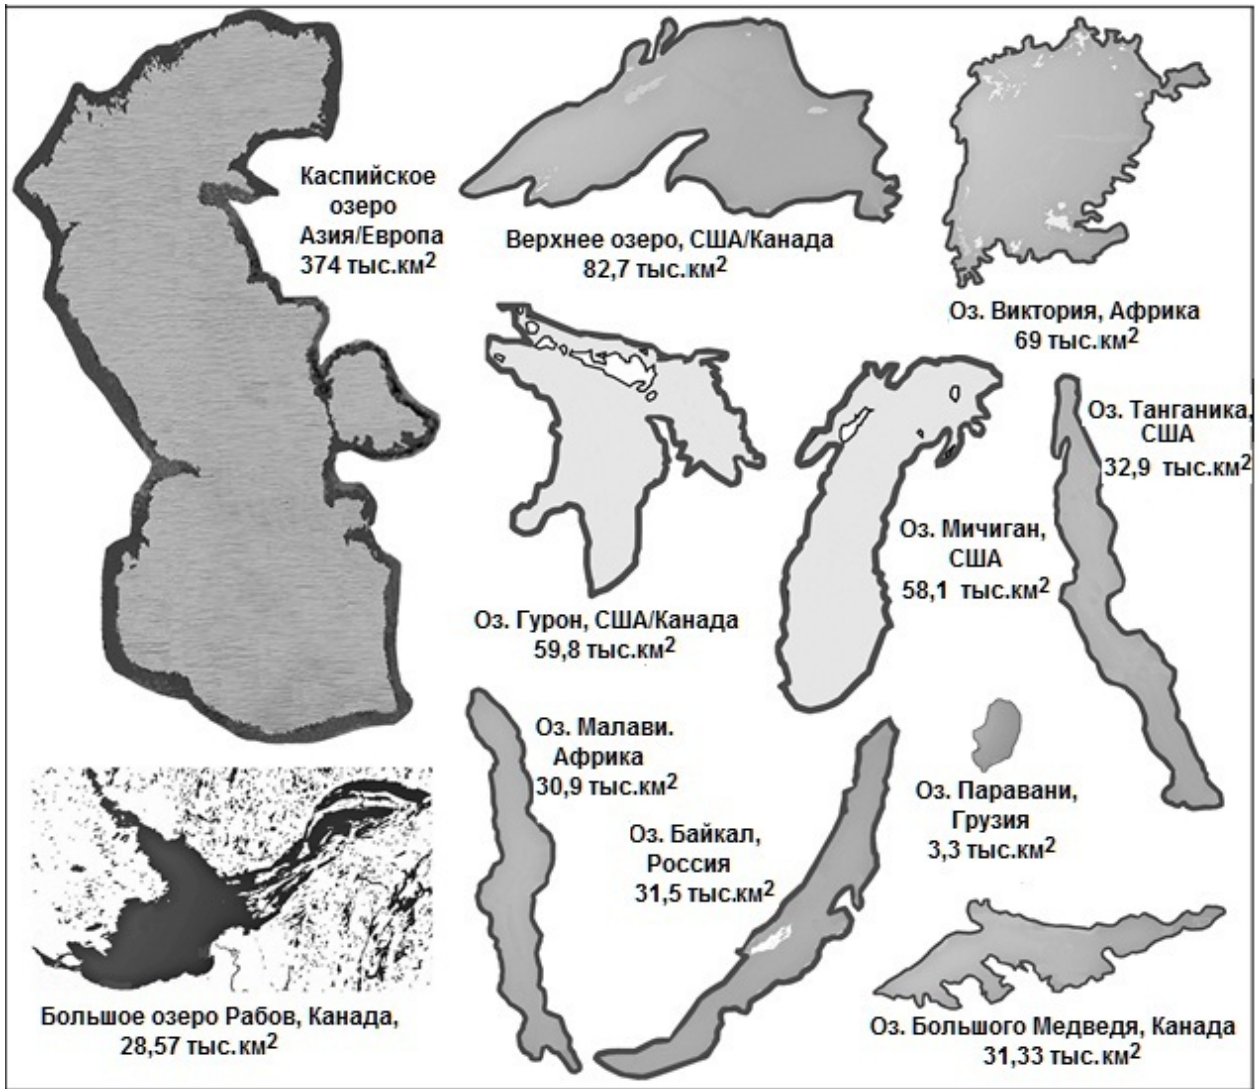 Каспийское
озеро
Азия/Европа
374 тыс.км2
Верхнее озеро, США/Канада
82,7 тыс.км2
Оз. Виктория, Африка
69 тыс.км2
Оз. Танганика,
США
32,9 тыс.км2
Оз. Мичиган,
США
58,1 тыс.км2
Оз. Гурон, США/Канада
59,8 тыс.км2
Оз. Малави.
Африка
30,9 тыс.км2
Оз. Байкал,
Россия
31,5 тыс.км2
Оз. Паравани,
Грузия
3,3 тыс.км2
Большое озеро Рабов, Канада,
28,57 тыс.км2
Оз. Большого Медведя, Канада
31,33 тыс.км2